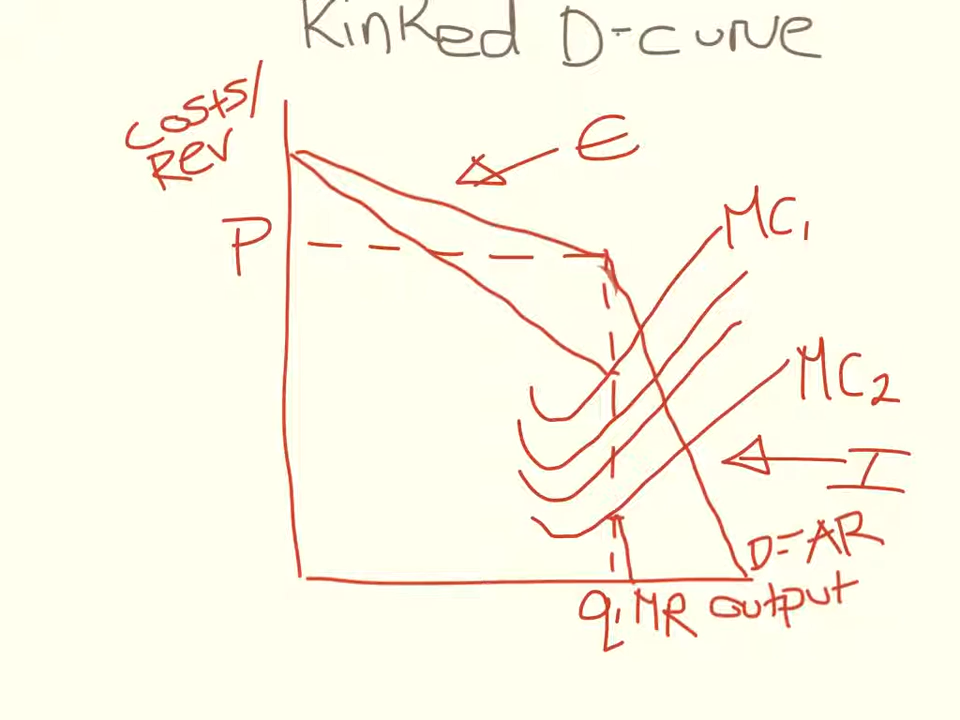 Kinked D-curve
Costs/
Rev
E
P
MC1
MC2
I
D=AR
q1 MR output